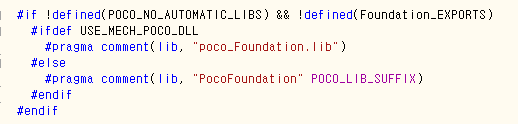 #if !defined(POCO_NO_AUTOMATIC_LIBS) && !defined(Foundation_EXPORTS)
#ifdef USE_MECH_POCO_DLL
#pragma comment(lib, "poco_Foundation.lib")
#else
#pragma comment(lib, "PocoFoundation" POCO_LIB_SUFFIX)
#endif
#endif